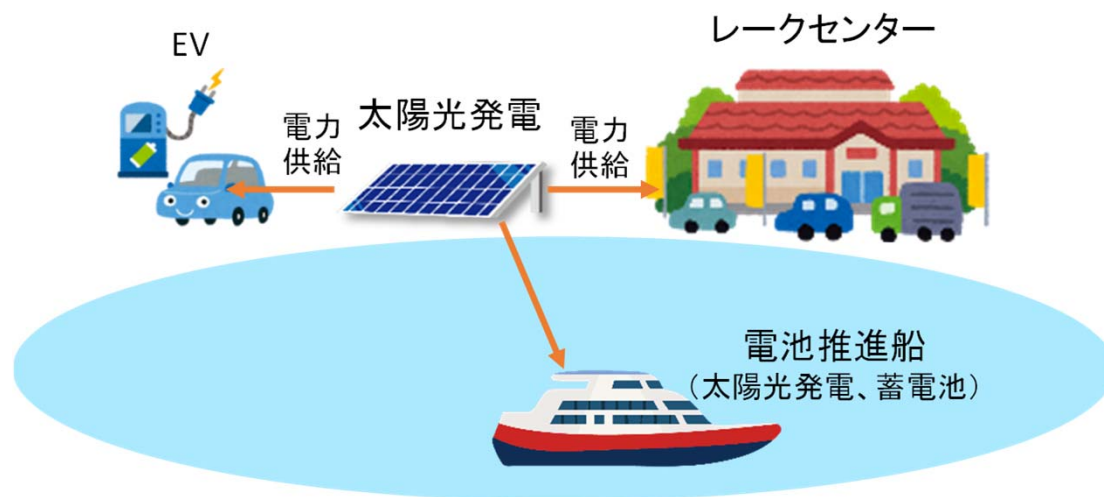 レークセンター
EV
太陽光発電
電力
供給
電力
供給
電池推進船
（太陽光発電、蓄電池）